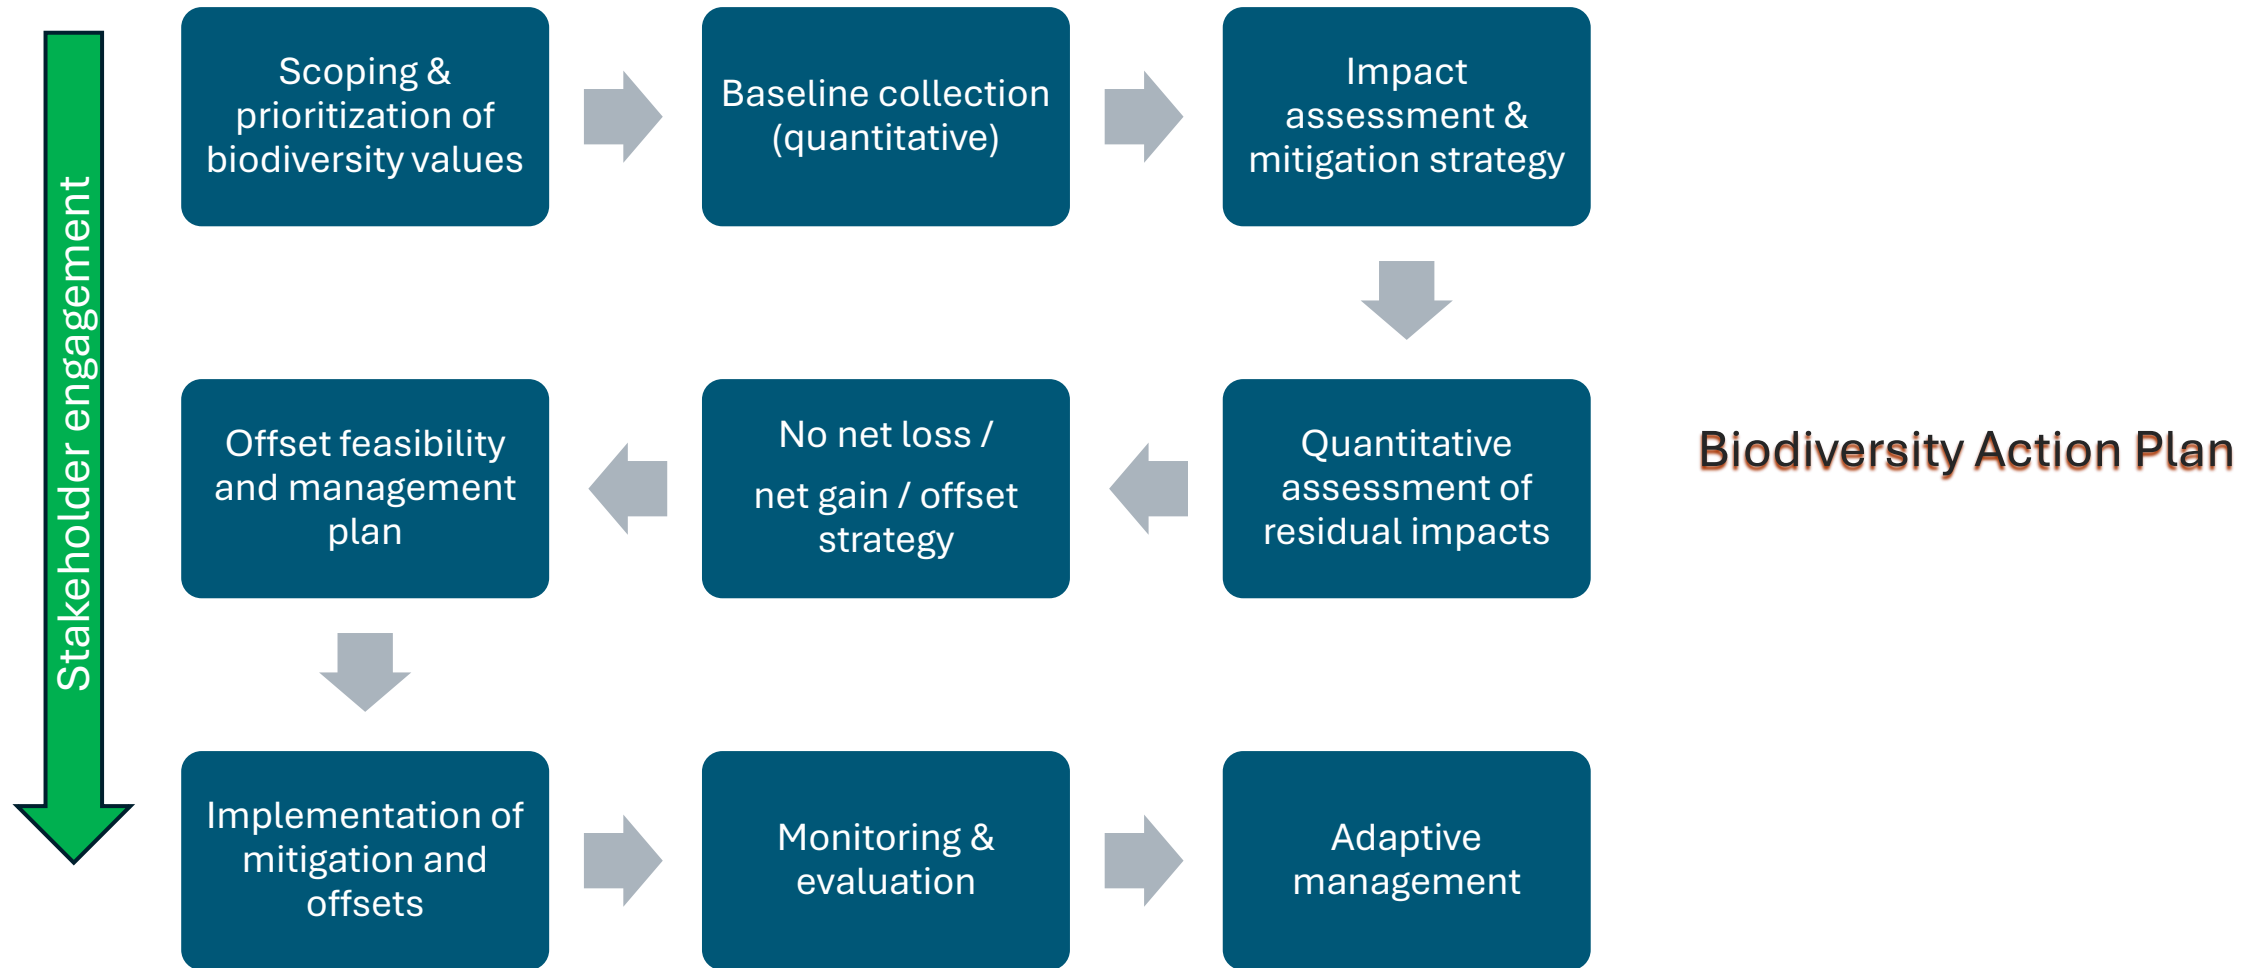 Stakeholder engagement
Scoping &
prioritization of
biodiversity values
Baseline collection
(quantitative)
Impact
assessment &
mitigation strategy
Quantitative
assessment of
residual impacts
No net loss /
net gain / offset
strategy
Offset feasibility
and management
plan
Biodiversity Action Plan
Implementation of
mitigation and
offsets
Monitoring &
evaluation
Adaptive
management